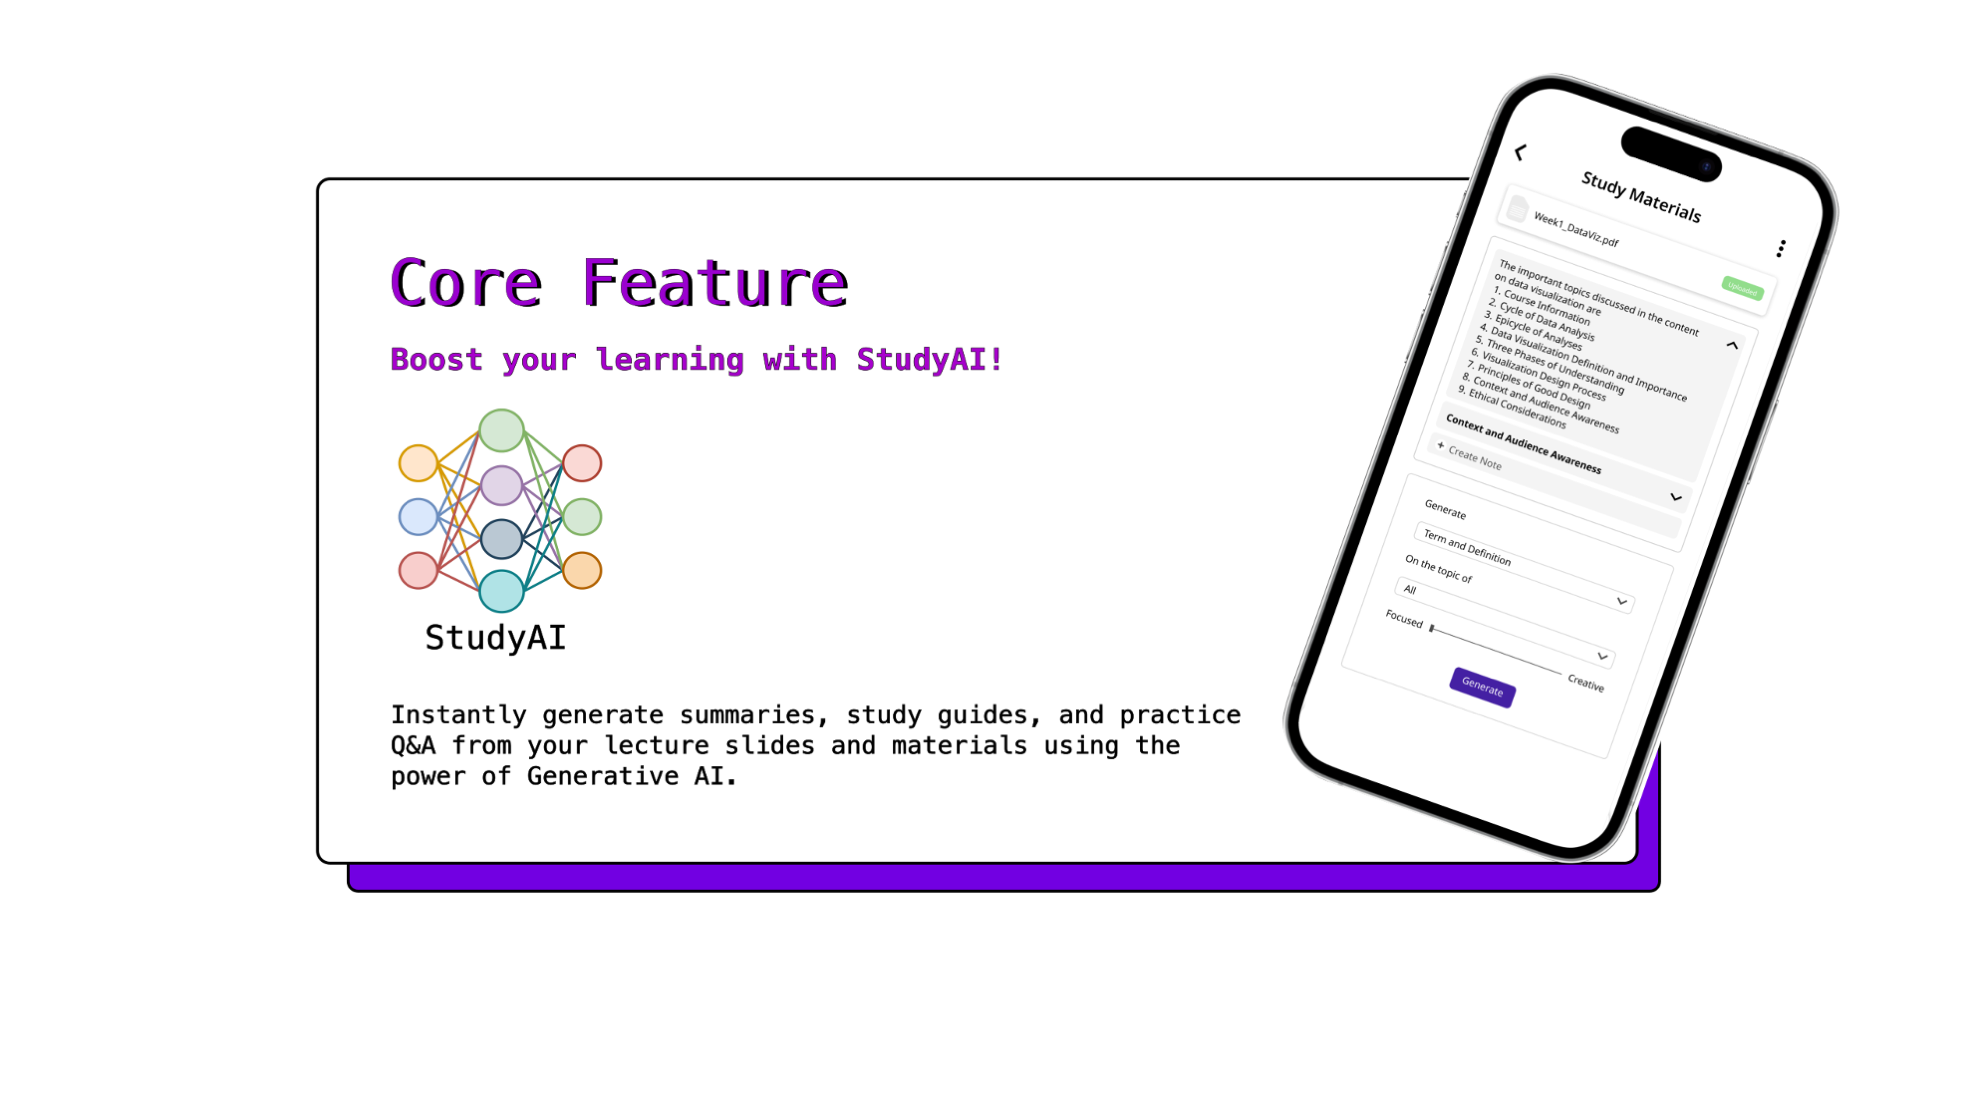 Core Feature
Boost your learning with StudyAI!
StudyAI
Instantly generate summaries, study guides, and practice
Q&A from your lecture slides and materials using the
power of Generative AI.
Study Materials
Week1_DataViz.pdf
Uploaded
The important topics discussed in the content
on data visualization are
1. Course Information
2. Cycle of Data Analysis
3. Epicycle of Analyses
4. Data Visualization Definition and Importance
5. Three Phases of Understanding
6. Visualization Design Process
7. Principles of Good Design
8. Context and Audience Awareness
9. Ethical Considerations
Context and Audience Awareness
+ Create Note
Generate
Term and Definition
On the topic of
All
Focused
Creative
Generate